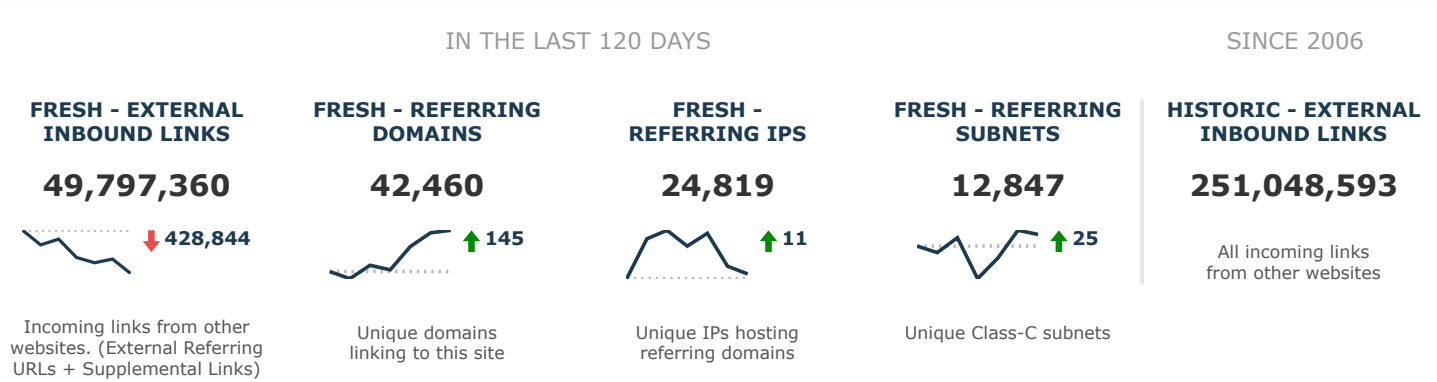 IN THE LAST 120 DAYS
SINCE 2006
FRESH - EXTERNAL
INBOUND LINKS
49,797,360
428,844
Incoming links from other
websites. (External Referring
URLs + Supplemental Links)
FRESH - REFERRING
DOMAINS
42,460
145
Unique domains
linking to this site
FRESH -
REFERRING IPS
24,819
11
Unique IPs hosting
referring domains
FRESH - REFERRING
SUBNETS
12,847
25
Unique Class-C subnets
HISTORIC - EXTERNAL
INBOUND LINKS
251,048,593
All incoming links
from other websites